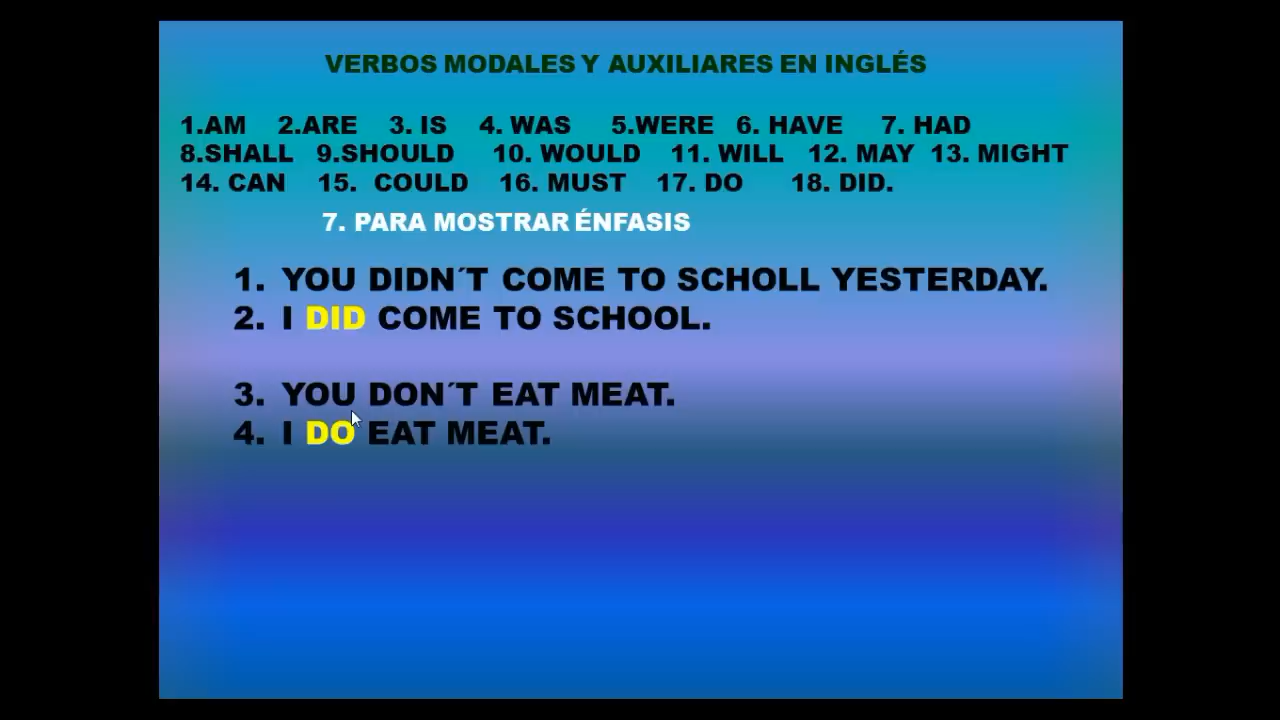 VERBOS MODALES Y AUXILIARES EN INGLÉS
1.AM 2.ARE 3. IS 4. WAS 5.WERE 6. HAVE 7. HAD
8.SHALL 9.SHOULD 10. WOULD 11. WILL 12. MAY 13. MIGHT
14. CAN 15. COULD 16. MUST 17. DO 18. DID.
7. PARA MOSTRAR ÉNFASIS
1. YOU DIDN´T COME TO SCHOLL YESTERDAY.
2. I DID COME TO SCHOOL.
3. YOU DON´T EAT MEAT.
4. I DO EAT MEAT.